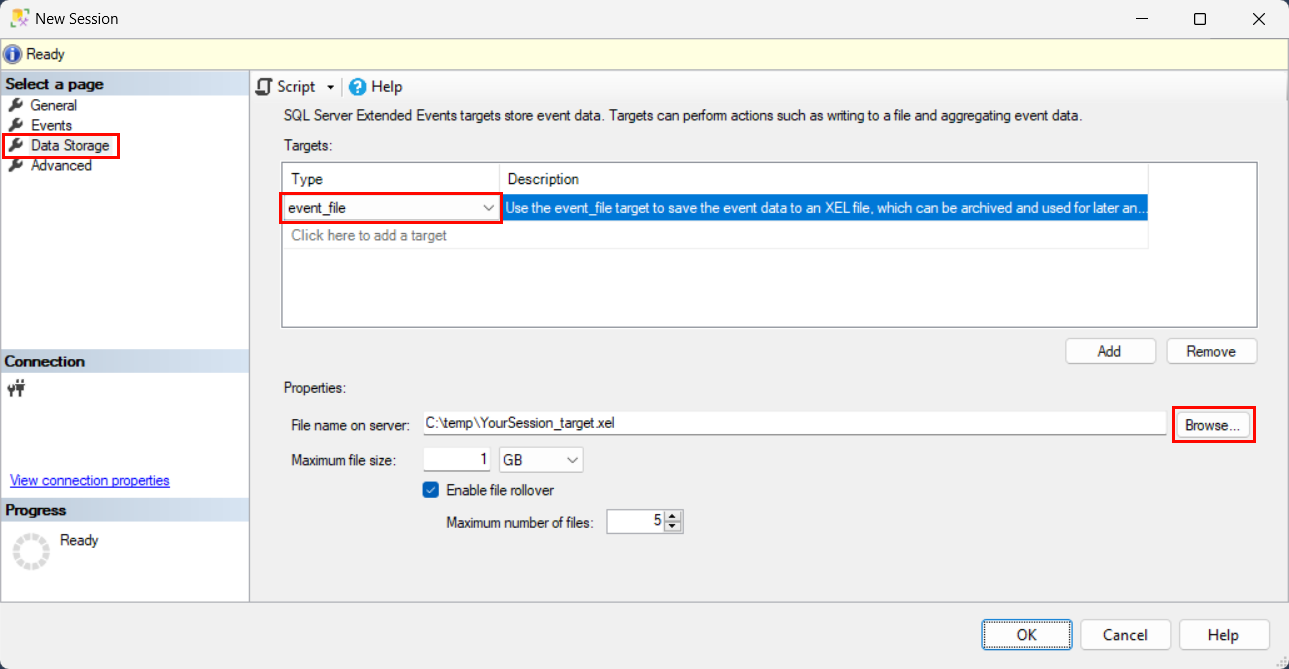 New Session
Ready
Select a page
General
Events
Data Storage
Advanced
Connection
View connection properties
Progress
Ready
Script
Help
SQL Server Extended Events targets store event data. Targets can perform actions such as writing to a file and aggregating event data.
Targets:
Type Description
event_file Use the event_file target to save the event data to an XEL file, which can be archived and used for later an...
Click here to add a target
Add Remove
Properties:
File name on server: C:\temp\YourSession_target.xel Browse...
Maximum file size: 1 GB
Enable file rollover
Maximum number of files: 5
OK Cancel Help